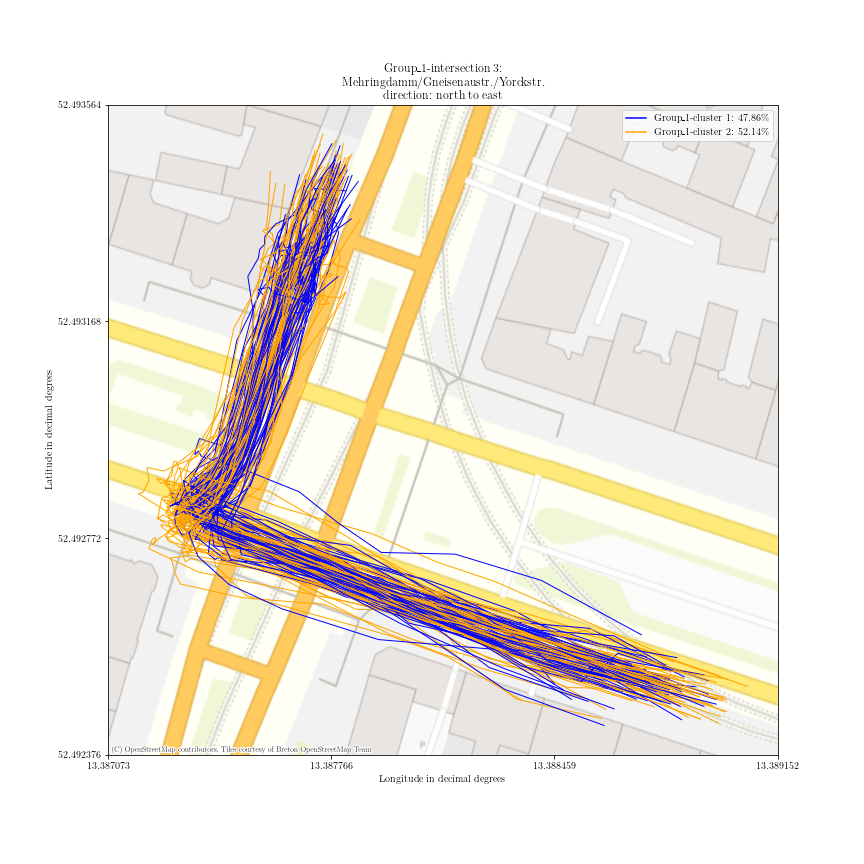 Group_1-intersection 3:
Mehringdamm/Gneisenaustr./Yorckstr.
direction: north to east
52.493564
Group_1-cluster 1: 47.86%
Group_1-cluster 2: 52.14%
52.493168
Latitude in decimal degrees
52.492772
52.492376
P
(C) OpenStreetMap contributors, Tiles courtesy of Breton OpenStreetMap Team
13.387073
13.387766
13.388459
13.389152
Longitude in decimal degrees